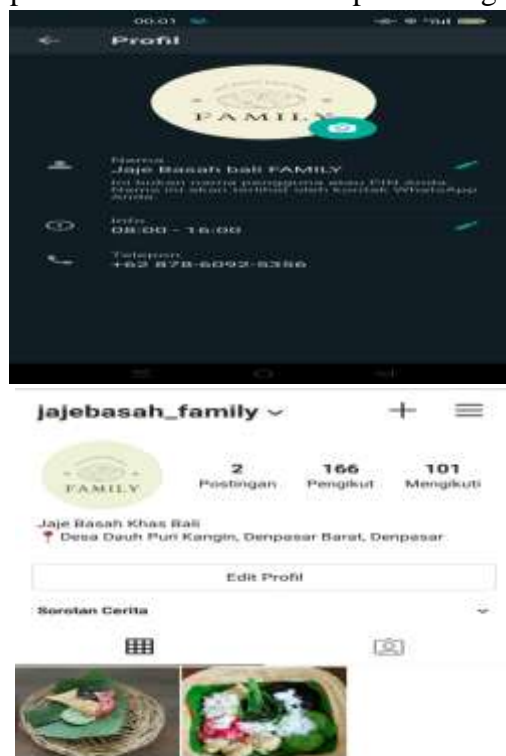 00.01
Profil
FAMILY
Nama
Jaje Basah bali FAMILY
Ini bukan nama pengguna atau PIN Anda.
Nama ini akan terlihat oleh kontak WhatsApp
Anda.
Info
08:00 - 16:00
Telepon
+62 878-6092-5356
jajebasah_family
2 166 101
Postingan Pengikut Mengikuti
FAMILY
Jaje Basah Khas Bali
Desa Dauh Puri Kangin, Denpasar Barat, Denpasar
Edit Profil
Sorotan Cerita